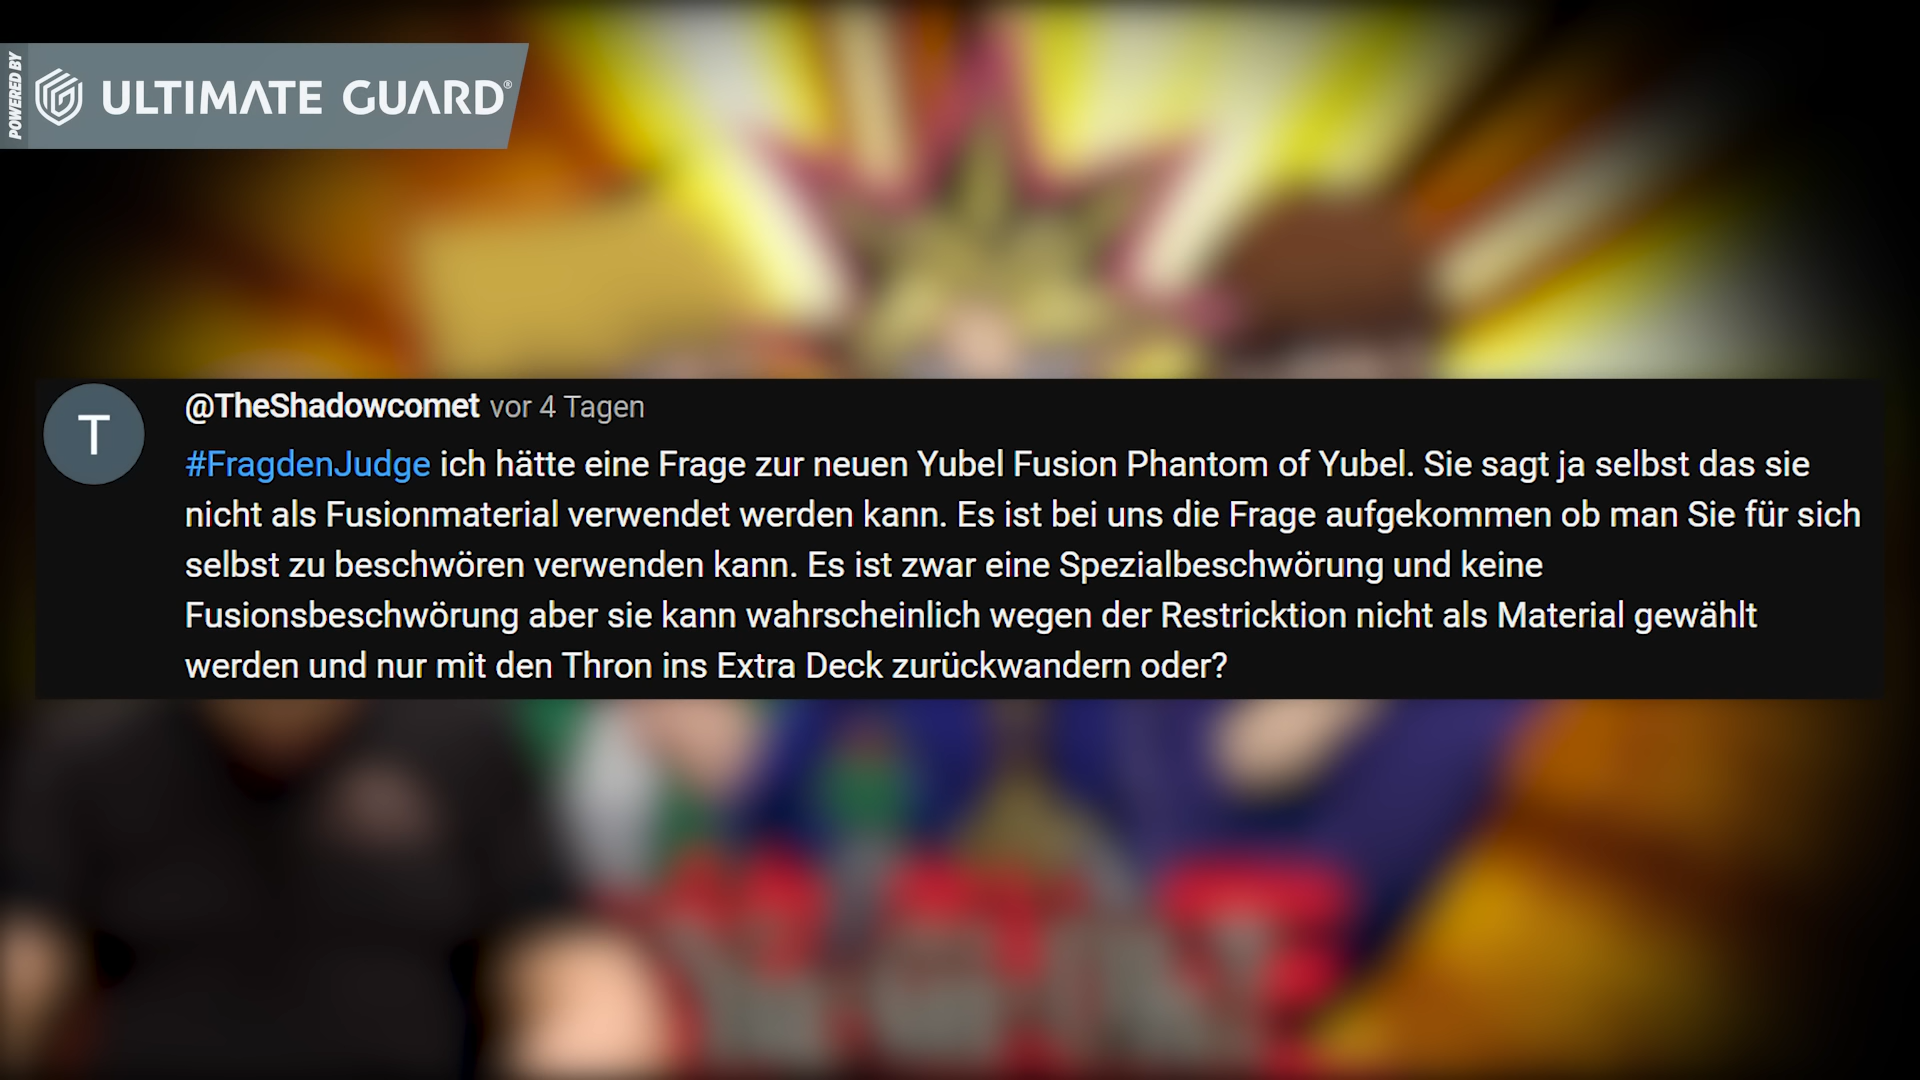 POWERED BY
ULTIMATE GUARD®
T
@TheShadowcomet vor 4 Tagen
#FragdenJudge ich hätte eine Frage zur neuen Yubel Fusion Phantom of Yubel. Sie sagt ja selbst das sie
nicht als Fusionmaterial verwendet werden kann. Es ist bei uns die Frage aufgekommen ob man Sie für sich
selbst zu beschwören verwenden kann. Es ist zwar eine Spezialbeschwörung und keine
Fusionsbeschwörung aber sie kann wahrscheinlich wegen der Restricktion nicht als Material gewählt
werden und nur mit den Thron ins Extra Deck zurückwandern oder?